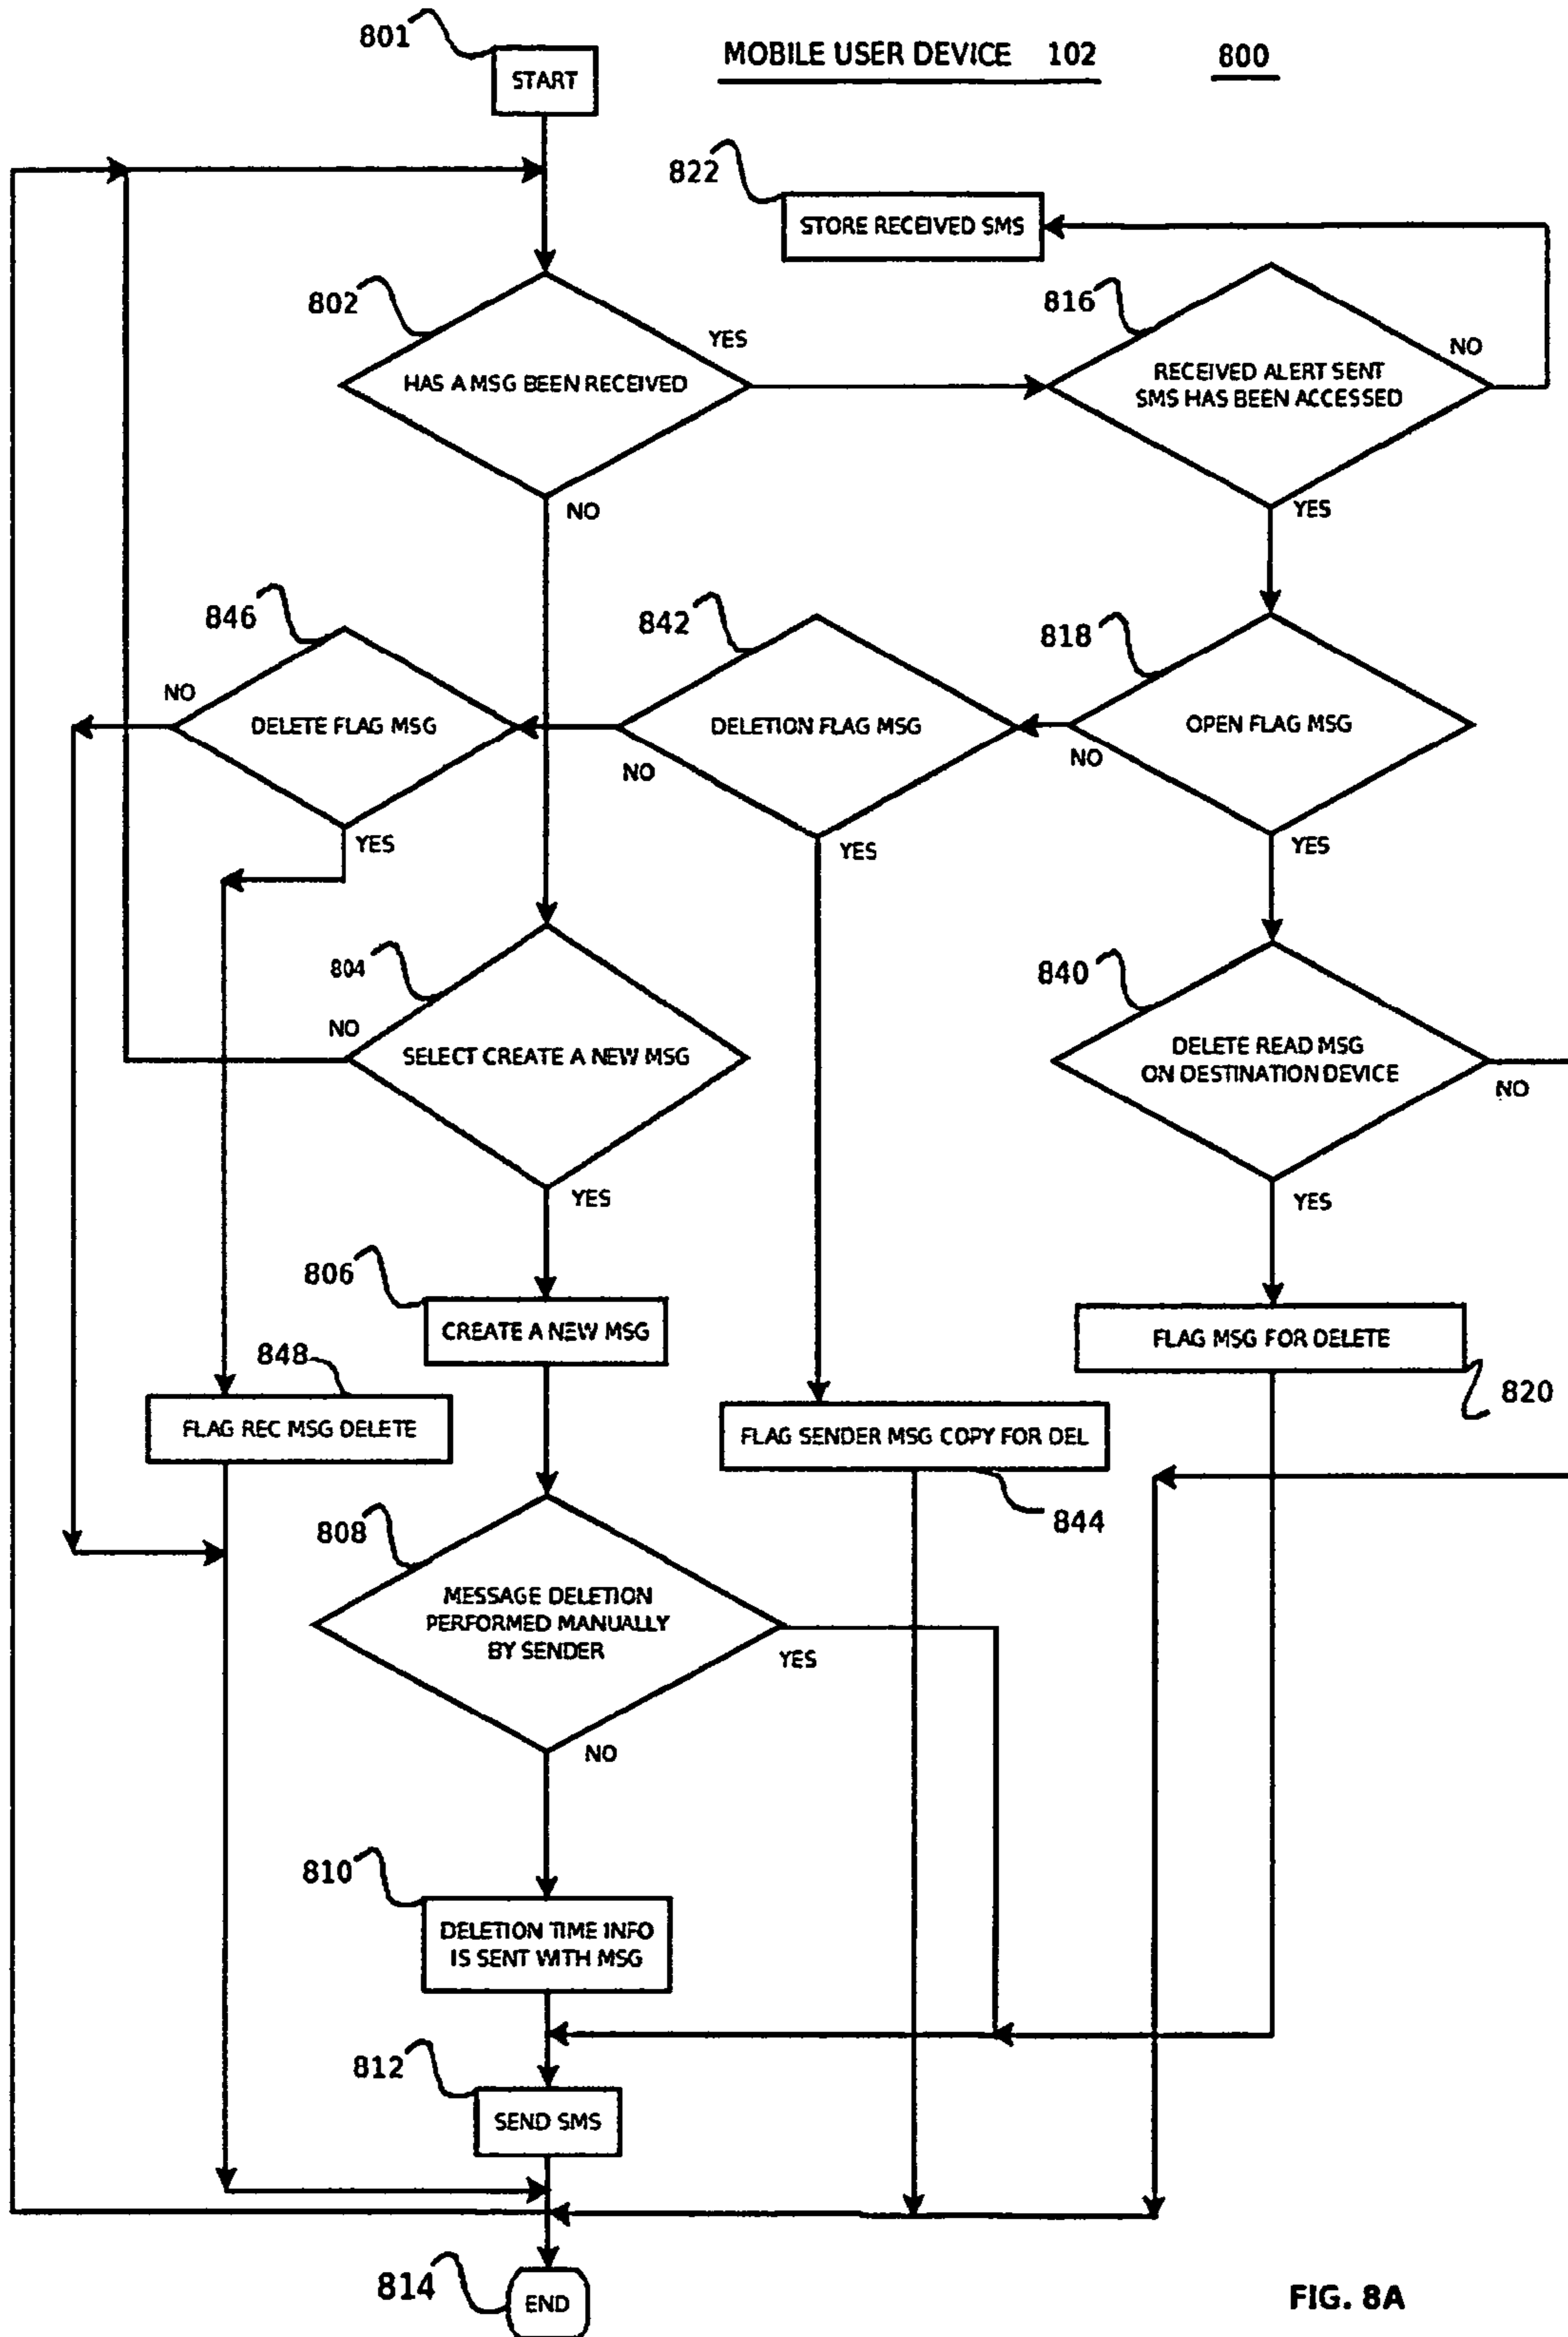 MOBILE USER DEVICE 102
800
801
START
822
STORE RECEIVED SMS
802
HAS A MSG BEEN RECEIVED
YES
NO
816
RECEIVED ALERT SENT
SMS HAS BEEN ACCESSED
NO
YES
846
DELETE FLAG MSG
NO
YES
842
DELETION FLAG MSG
NO
YES
818
OPEN FLAG MSG
NO
YES
804
SELECT CREATE A NEW MSG
NO
YES
840
DELETE READ MSG
ON DESTINATION DEVICE
NO
YES
806
CREATE A NEW MSG
FLAG MSG FOR DELETE
820
848
FLAG REC MSG DELETE
FLAG SENDER MSG COPY FOR DEL
844
808
MESSAGE DELETION
PERFORMED MANUALLY
BY SENDER
YES
NO
810
DELETION TIME INFO
IS SENT WITH MSG
812
SEND SMS
814
END
FIG. 8A